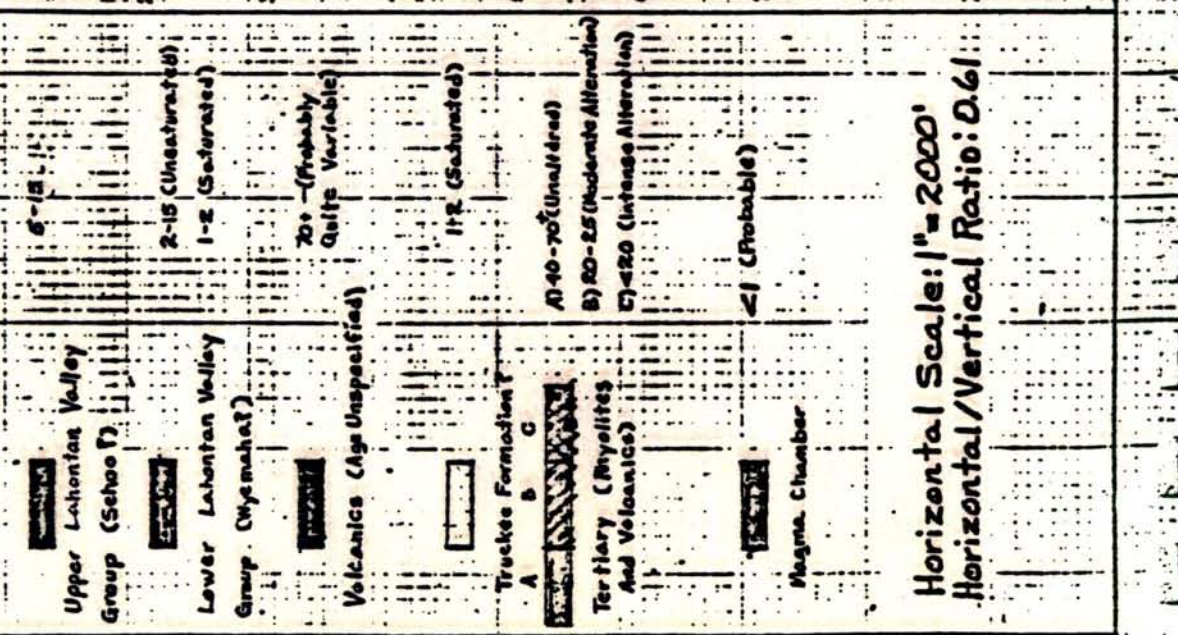 Upper Lahontan Valley
Group (Sehoo?)
5-15
Lower Lahontan Valley
Group (Wyemaha?)
2-15 (Unsaturated)
1-2 (Saturated)
Volcanics (Age Unspecified)
70+ (Probably
Quite Variable)
Truckee Formation?
1+2 (Saturated)
A B C
Tertiary (Rhyolites
And Volcanics)
A) 40-70+ (Unaltered)
B) 20-25 (Moderate Alteration)
C) <20 (Intense Alteration)
Magma Chamber
<1 (Probable)
Horizontal Scale: 1" = 2000'
Horizontal/Vertical Ratio: 0.61